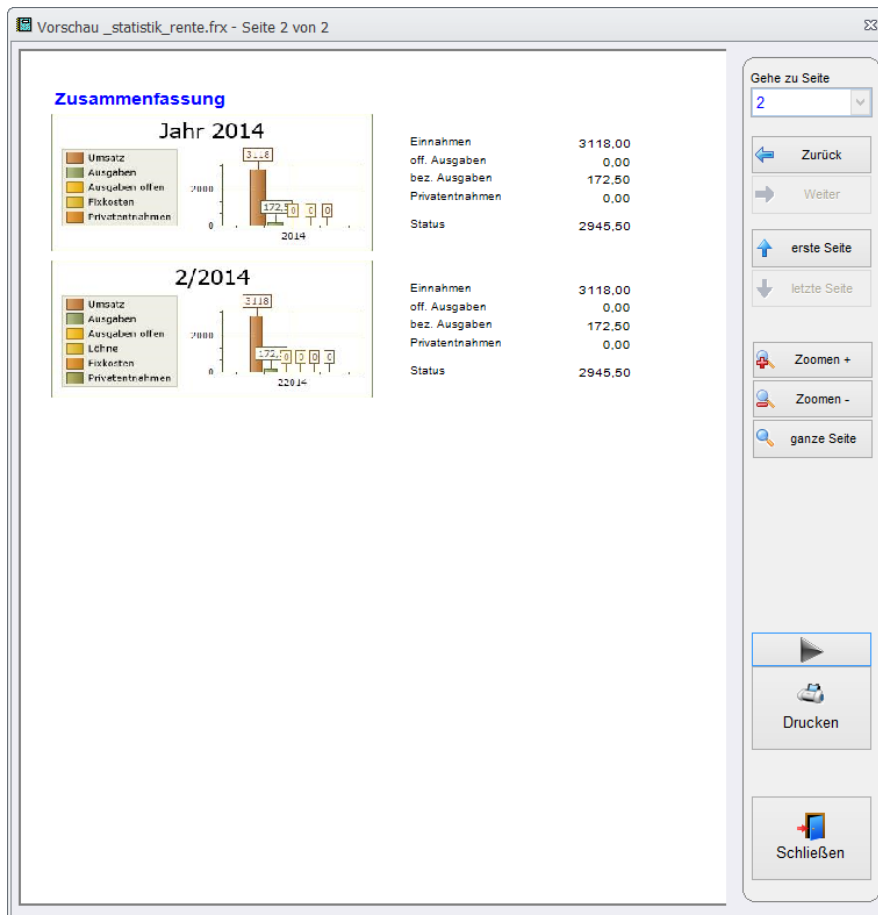 Vorschau _statistik_rente.frx - Seite 2 von 2
Zusammenfassung
Jahr 2014
Umsatz
Ausgaben
Ausgaben offen
Fixkosten
Privatentnahmen
3118
2000
172,5
0 0 0
0
2014
Einnahmen 3118,00
off. Ausgaben 0,00
bez. Ausgaben 172,50
Privatentnahmen 0,00
Status 2945,50
2/2014
Umsatz
Ausgaben
Ausgaben offen
Löhne
Fixkosten
Privatentnahmen
3118
2000
172,
0 0 0 0
0
22014
Einnahmen 3118,00
off. Ausgaben 0,00
bez. Ausgaben 172,50
Privatentnahmen 0,00
Status 2945,50
Gehe zu Seite
2
Zurück
Weiter
erste Seite
letzte Seite
Zoomen +
Zoomen -
ganze Seite
Drucken
Schließen